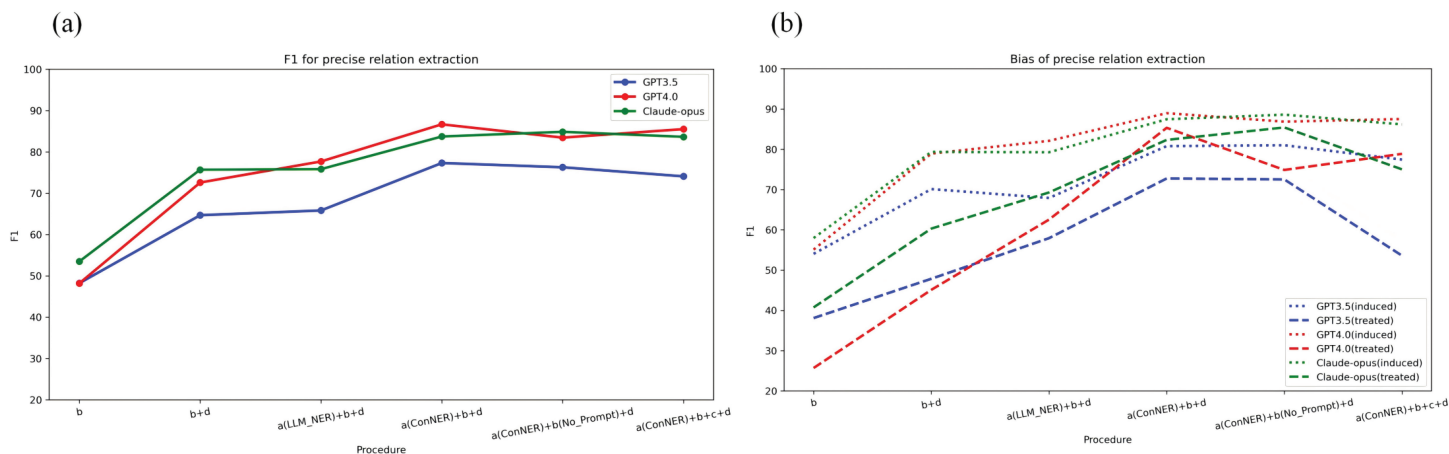 (a)
F1 for precise relation extraction
100
90
80
70
60
50
40
30
20
F1
GPT3.5
GPT4.0
Claude-opus
b
b+d
a(LLM_NER)+b+d
a(ConNER)+b+d
a(ConNER)+b(No_Prompt)+d
a(ConNER)+b+c+d
Procedure
(b)
Bias of precise relation extraction
100
90
80
70
60
50
40
30
20
F1
GPT3.5(induced)
GPT3.5(treated)
GPT4.0(induced)
GPT4.0(treated)
Claude-opus(induced)
Claude-opus(treated)
b
b+d
a(LLM_NER)+b+d
a(ConNER)+b+d
a(ConNER)+b(No_Prompt)+d
a(ConNER)+b+c+d
Procedure